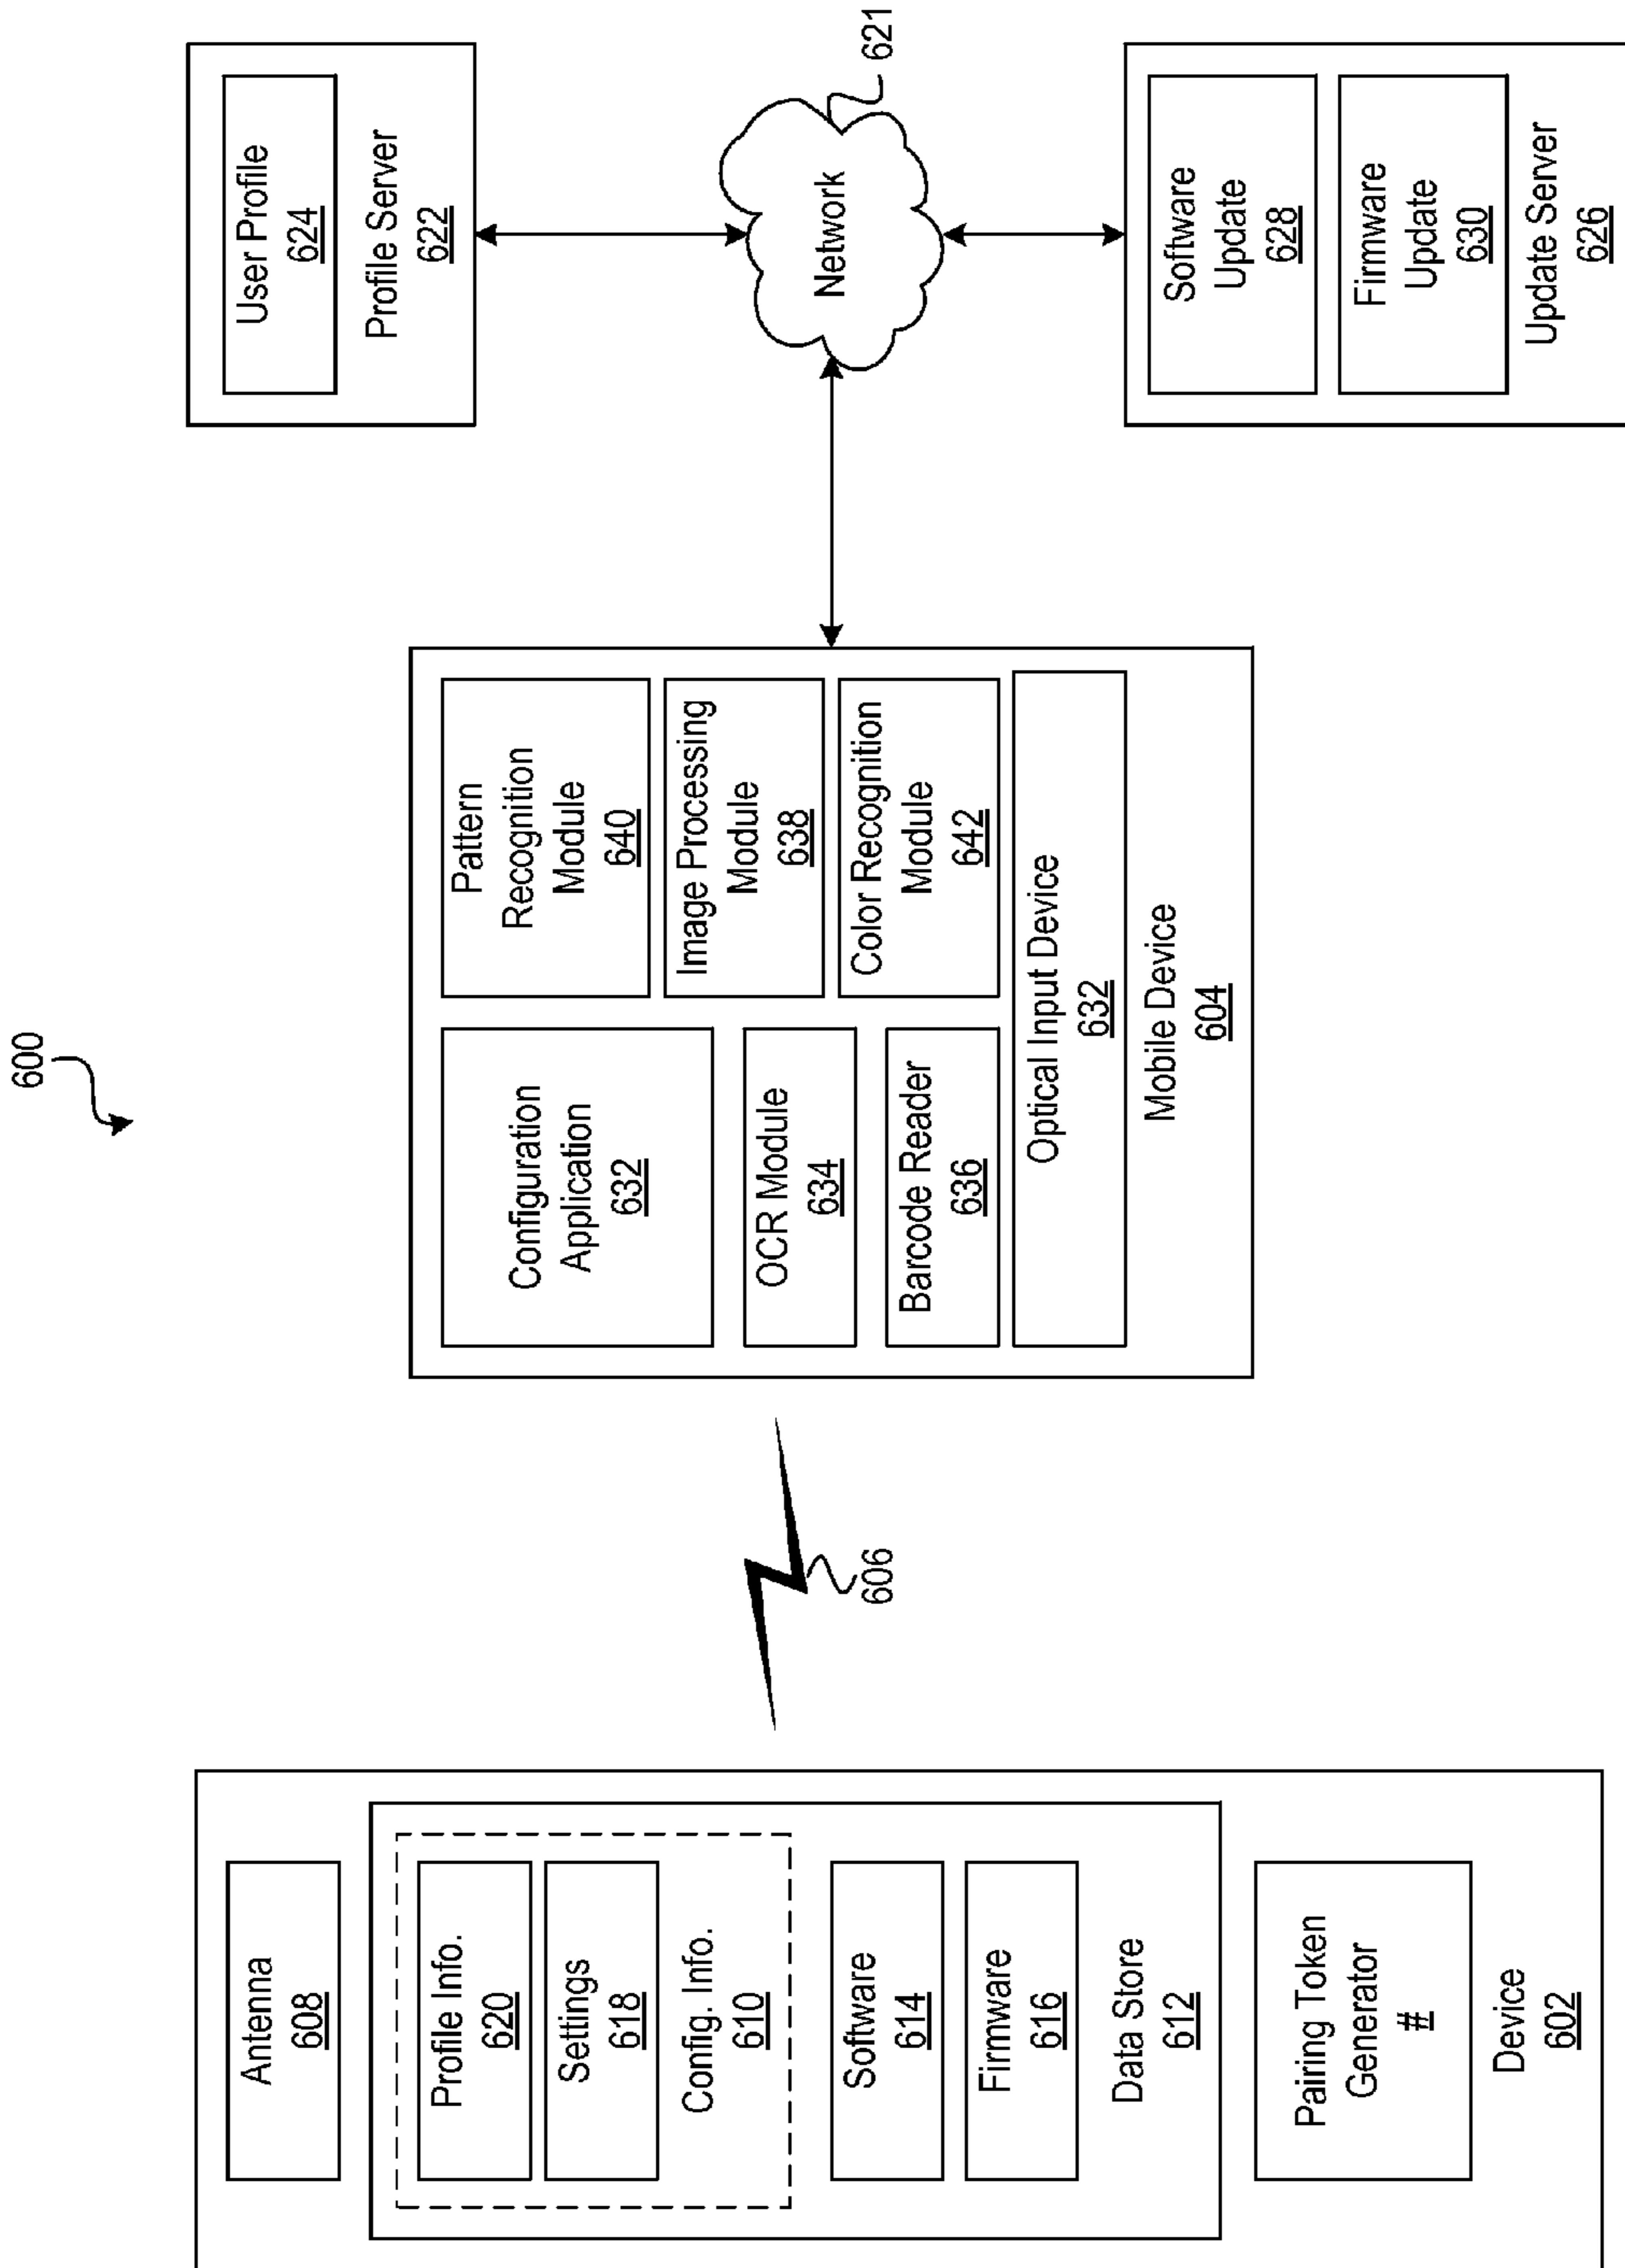 600
Antenna
608
Profile Info.
620
Settings
618
Config. Info.
610
Software
614
Firmware
616
Data Store
612
Pairing Token
Generator
#
Device
602
606
Configuration
Application
632
OCR Module
634
Barcode Reader
636
Pattern
Recognition
Module
640
Image Processing
Module
638
Color Recognition
Module
642
Optical Input Device
632
Mobile Device
604
User Profile
624
Profile Server
622
Network
621
Software
Update
628
Firmware
Update
630
Update Server
626